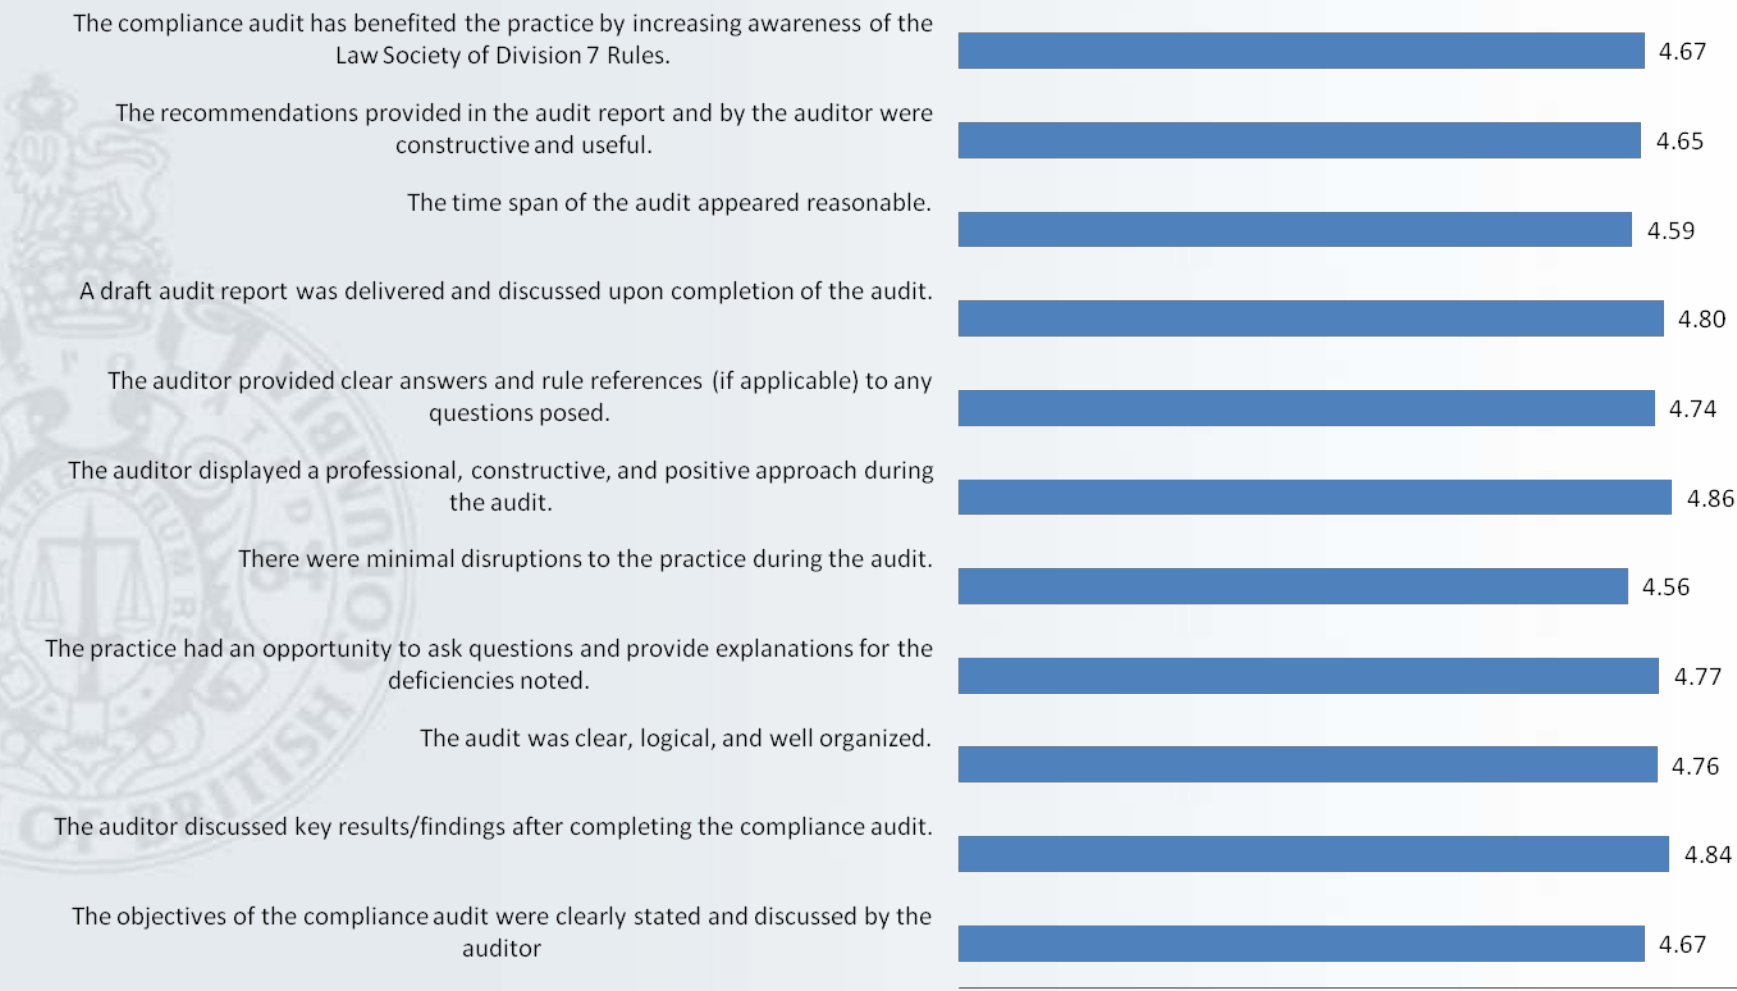 The compliance audit has benefited the practice by increasing awareness of the
Law Society of Division 7 Rules.
4.67
The recommendations provided in the audit report and by the auditor were
constructive and useful.
4.65
The time span of the audit appeared reasonable.
4.59
A draft audit report was delivered and discussed upon completion of the audit.
4.80
The auditor provided clear answers and rule references (if applicable) to any
questions posed.
4.74
The auditor displayed a professional, constructive, and positive approach during
the audit.
4.86
There were minimal disruptions to the practice during the audit.
4.56
The practice had an opportunity to ask questions and provide explanations for the
deficiencies noted.
4.77
The audit was clear, logical, and well organized.
4.76
The auditor discussed key results/findings after completing the compliance audit.
4.84
The objectives of the compliance audit were clearly stated and discussed by the
auditor
4.67
OF BRITISH COLUMBIA